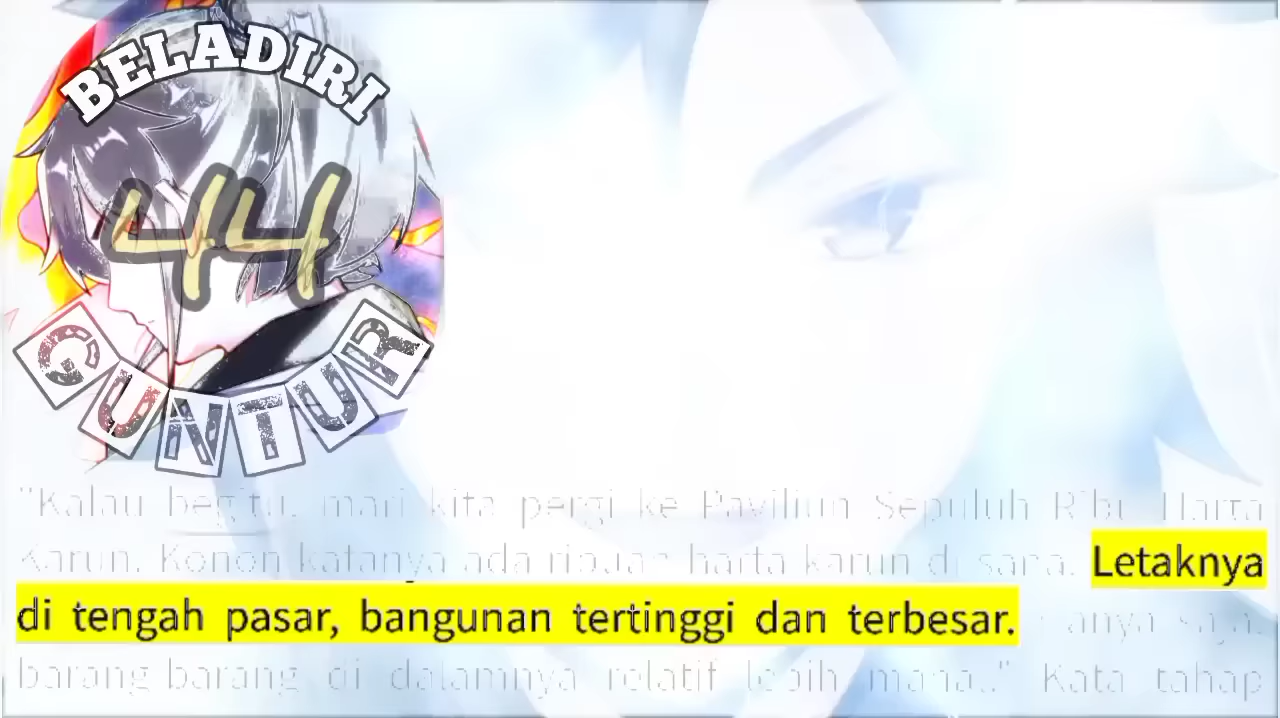 BELADIRI
44
GUNTUR
"Kalau begitu, mari kita pergi ke Paviliun Sepuluh Ribu Harta
Karun. Konon katanya ada ribuan harta karun di sana. Letaknya
di tengah pasar, bangunan tertinggi dan terbesar. anya saja,
barang-barang di dalamnya relatif lebih mahal." Kata tahap